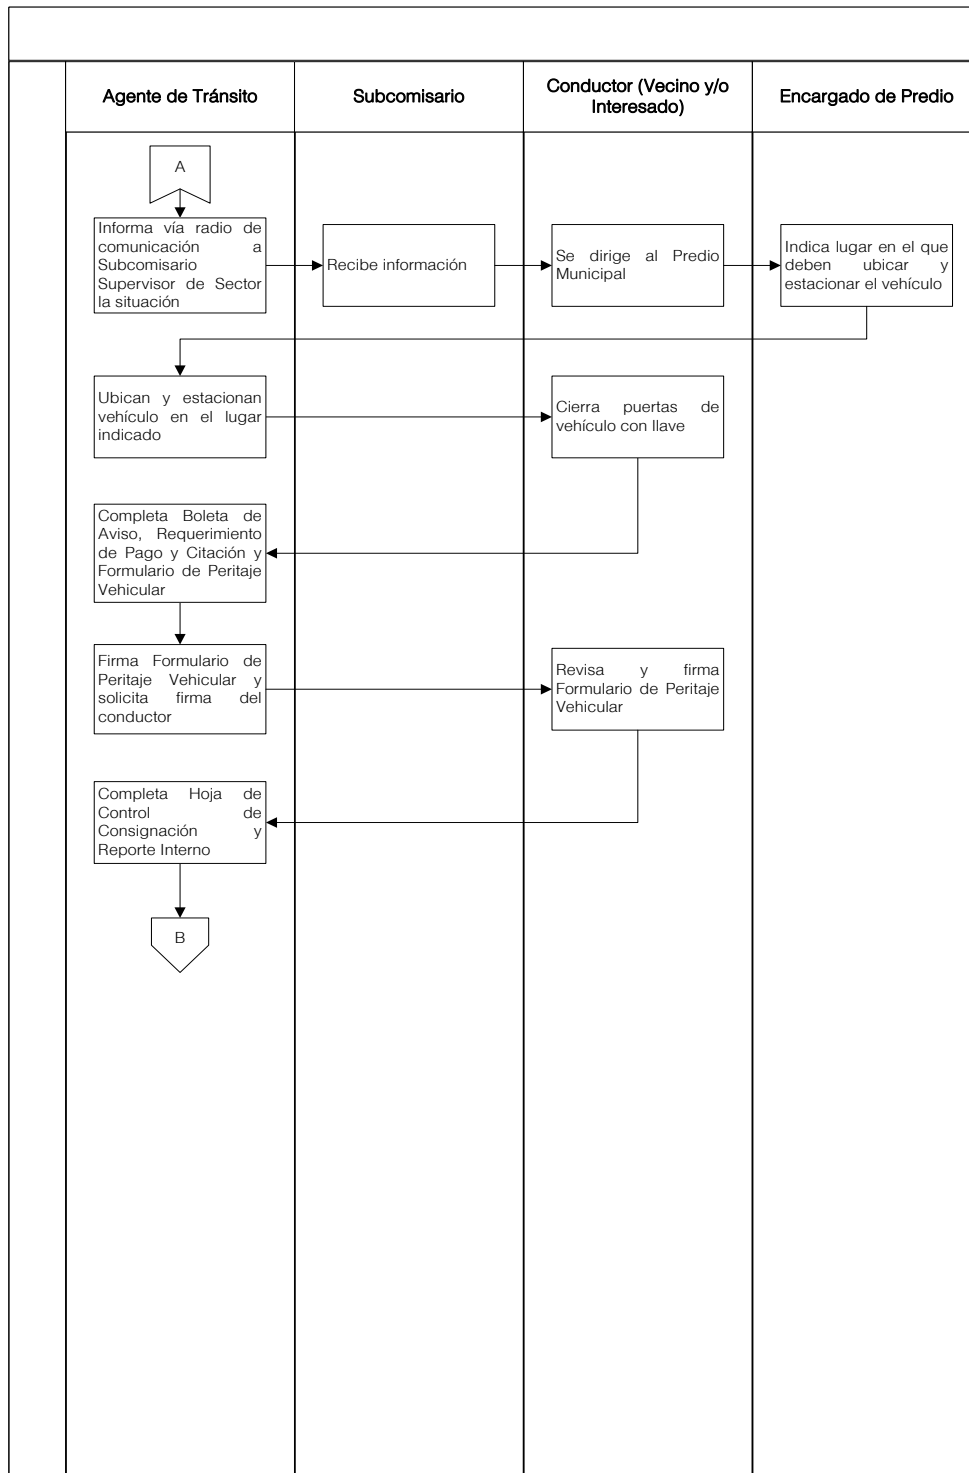 Agente de Tránsito
Subcomisario
Conductor (Vecino y/o
Interesado)
Encargado de Predio
A
Informa vía radio de
comunicación a
Subcomisario
Supervisor de Sector
la situación
Recibe información
Se dirige al Predio
Municipal
Indica lugar en el que
deben ubicar y
estacionar el vehículo
Ubican y estacionan
vehículo en el lugar
indicado
Cierra puertas de
vehículo con llave
Completa Boleta de
Aviso, Requerimiento
de Pago y Citación y
Formulario de Peritaje
Vehicular
Firma Formulario de
Peritaje Vehicular y
solicita firma del
conductor
Revisa y firma
Formulario de Peritaje
Vehicular
Completa Hoja de
Control de
Consignación y
Reporte Interno
B